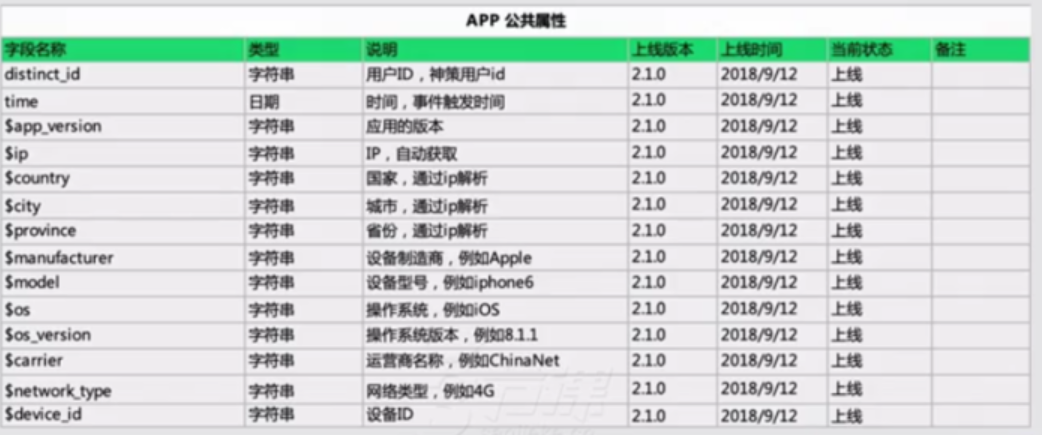 APP 公共属性
字段名称 类型 说明 上线版本 上线时间 当前状态 备注
distinct_id 字符串 用户ID，神策用户id 2.1.0 2018/9/12 上线
time 日期 时间，事件触发时间 2.1.0 2018/9/12 上线
$app_version 字符串 应用的版本 2.1.0 2018/9/12 上线
$ip 字符串 IP，自动获取 2.1.0 2018/9/12 上线
$country 字符串 国家，通过ip解析 2.1.0 2018/9/12 上线
$city 字符串 城市，通过ip解析 2.1.0 2018/9/12 上线
$province 字符串 省份，通过ip解析 2.1.0 2018/9/12 上线
$manufacturer 字符串 设备制造商，例如Apple 2.1.0 2018/9/12 上线
$model 字符串 设备型号，例如iphone6 2.1.0 2018/9/12 上线
$os 字符串 操作系统，例如iOS 2.1.0 2018/9/12 上线
$os_version 字符串 操作系统版本，例如8.1.1 2.1.0 2018/9/12 上线
$carrier 字符串 运营商名称，例如ChinaNet 2.1.0 2018/9/12 上线
$network_type 字符串 网络类型，例如4G 2.1.0 2018/9/12 上线
$device_id 字符串 设备ID 2.1.0 2018/9/12 上线